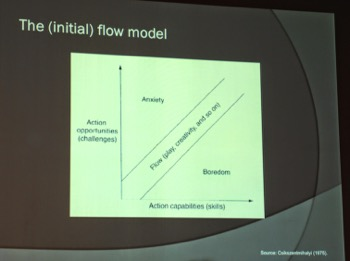 The (initial) flow model
Anxiety
Action
opportunities
(challenges)
Flow (play, creativity, and so on)
Boredom
Action capabilities (skills)
Source: Csikszentmihalyi (1975).